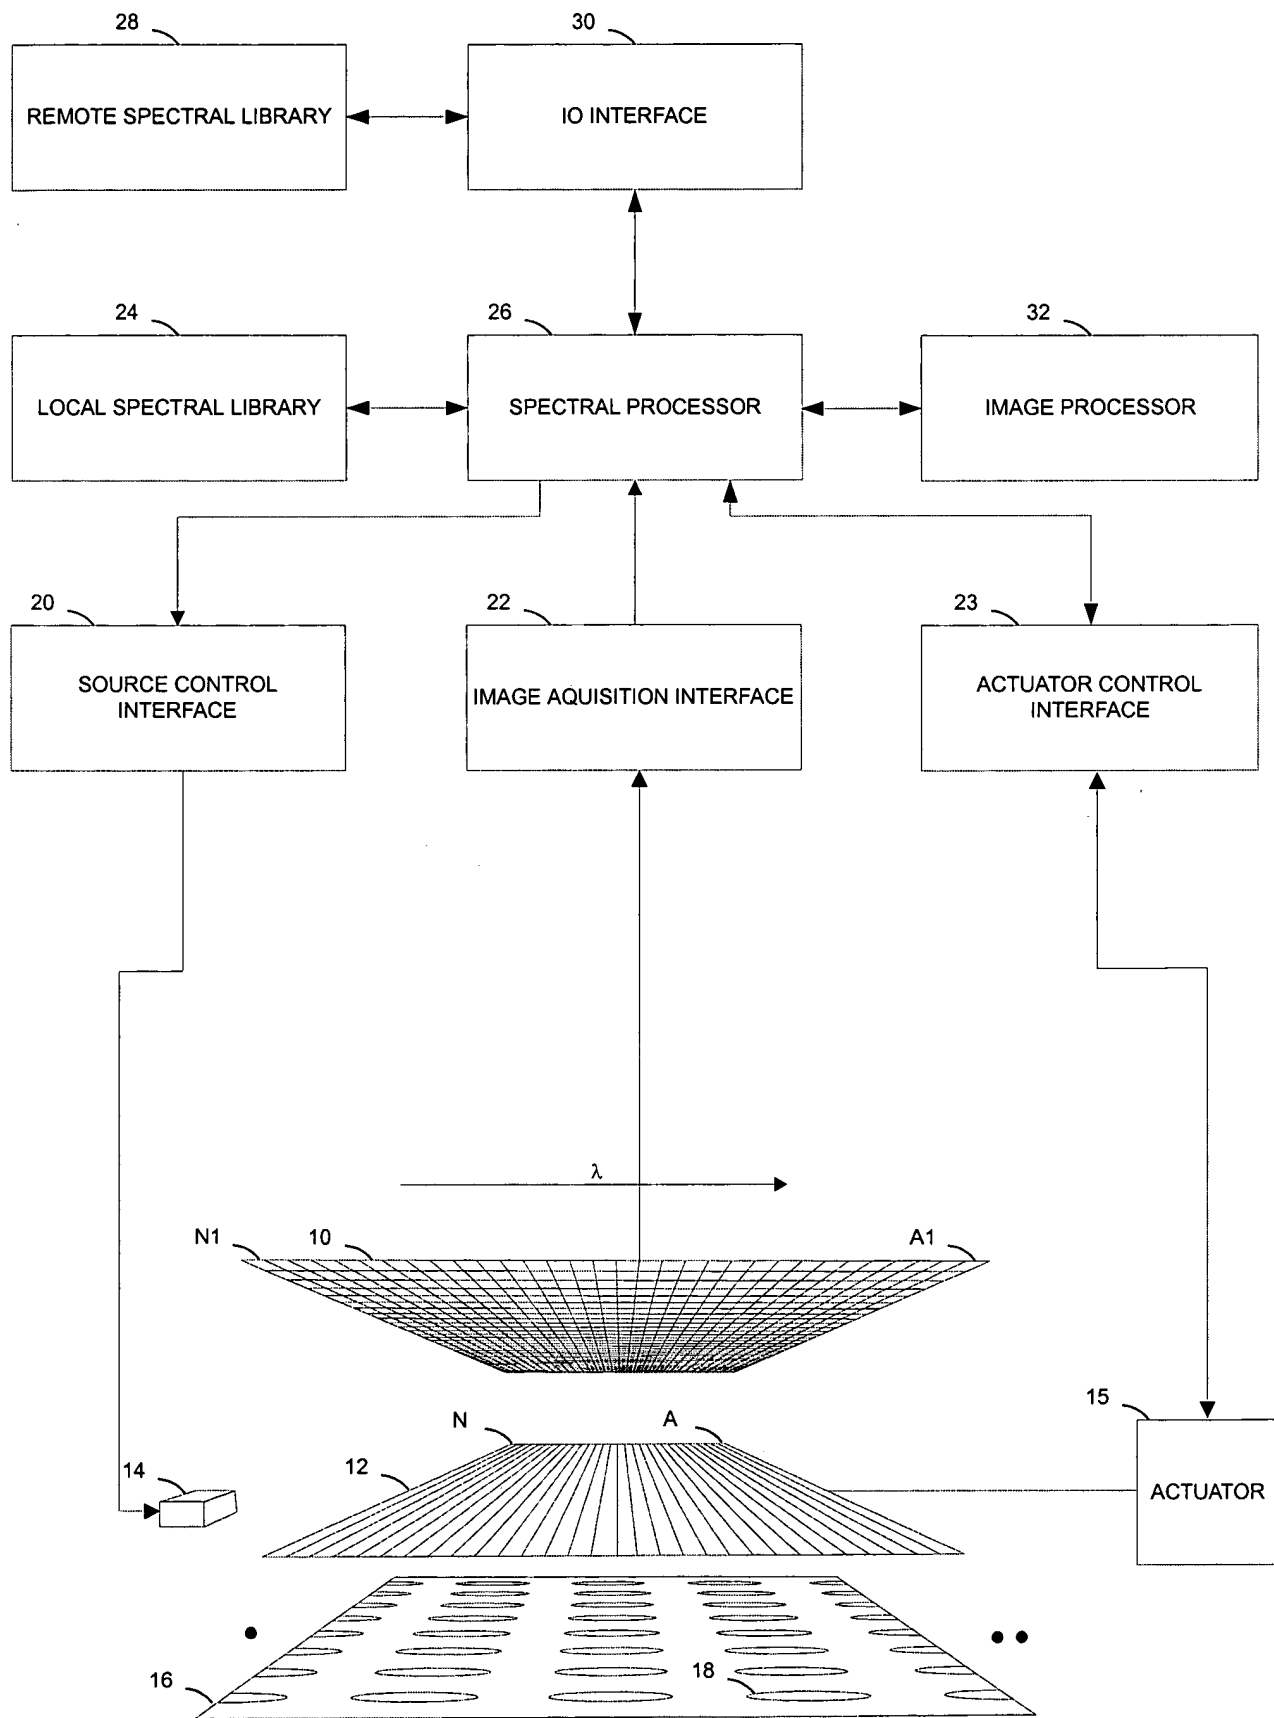 28
30
REMOTE SPECTRAL LIBRARY
IO INTERFACE
24
26
32
LOCAL SPECTRAL LIBRARY
SPECTRAL PROCESSOR
IMAGE PROCESSOR
20
22
23
SOURCE CONTROL
INTERFACE
IMAGE AQUISITION INTERFACE
ACTUATOR CONTROL
INTERFACE
λ
N1
10
A1
15
N
A
14
12
ACTUATOR
16
18